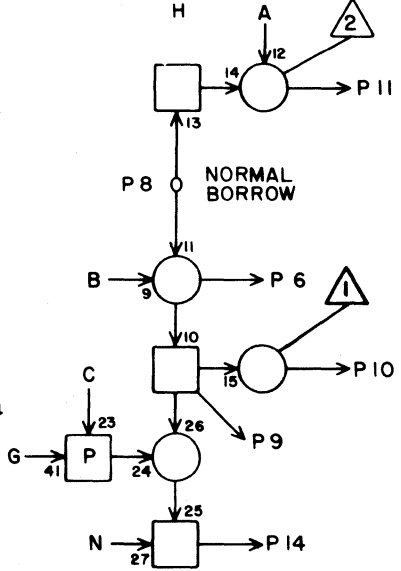 H A 2
14 12
P 11
13
P 8 NORMAL
BORROW
11
B 9 P 6
1
10
15 P 10
C
23 26 P 9
G 41 P 24
25
N 27 P 14